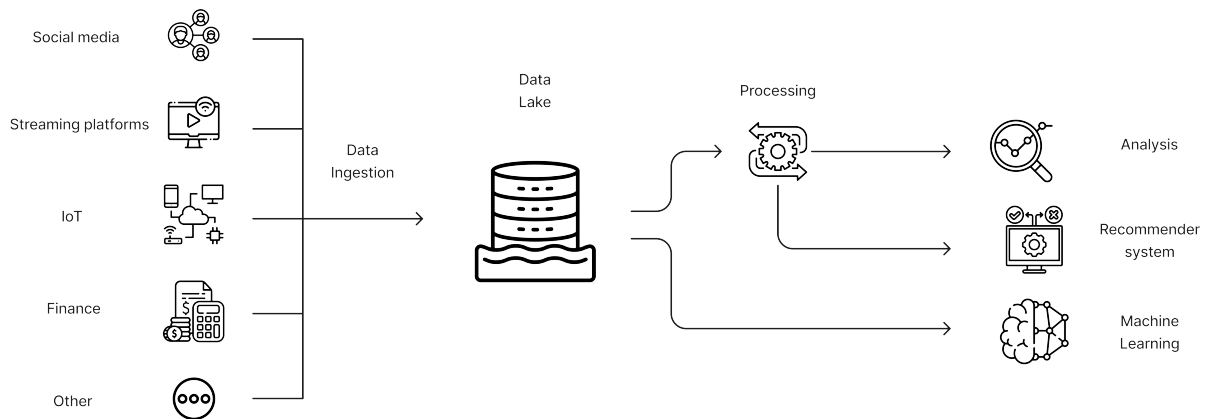 Social media
Streaming platforms
IoT
Finance
Other
Data
Ingestion
Data
Lake
Processing
Analysis
Recommender
system
Machine
Learning